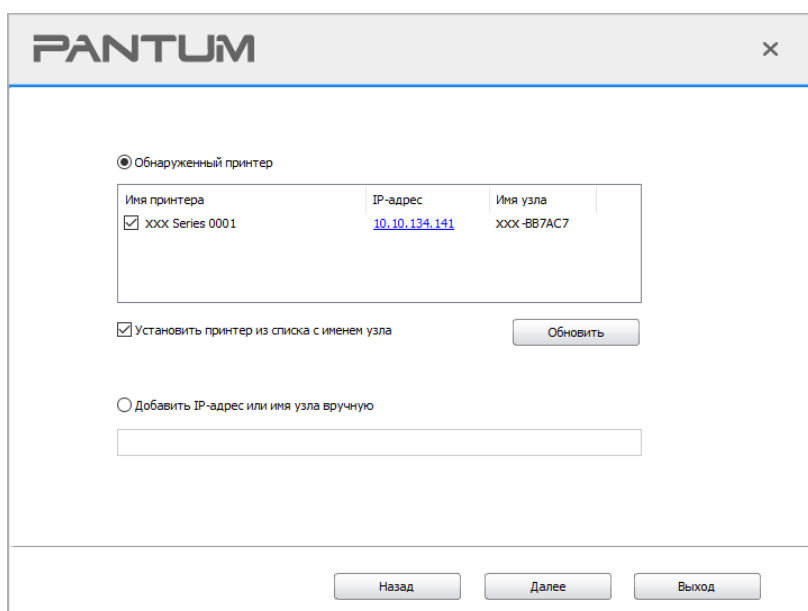 PANTUM
Обнаруженный принтер
Имя принтера IP-адрес Имя узла
XXX Series 0001 10.10.134.141 XXX-BB7AC7
Установить принтер из списка с именем узла Обновить
Добавить IP-адрес или имя узла вручную
Назад Далее Выход